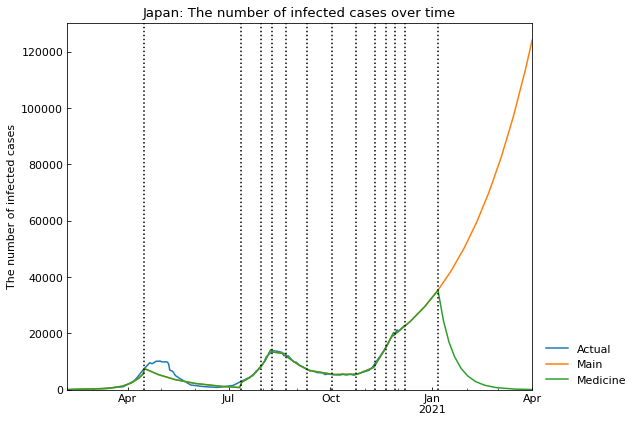 Japan: The number of infected cases over time
The number of infected cases
120000
100000
80000
60000
40000
20000
0
Apr
Jul
Oct
Jan
2021
Apr
Actual
Main
Medicine